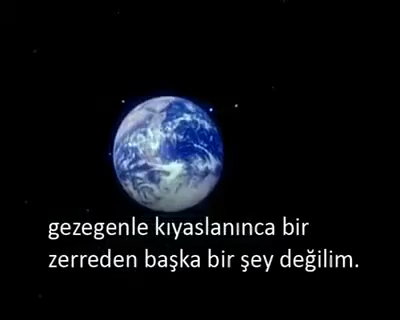 gezegenle kıyaslanınca bir
zerreden başka bir şey değilim.